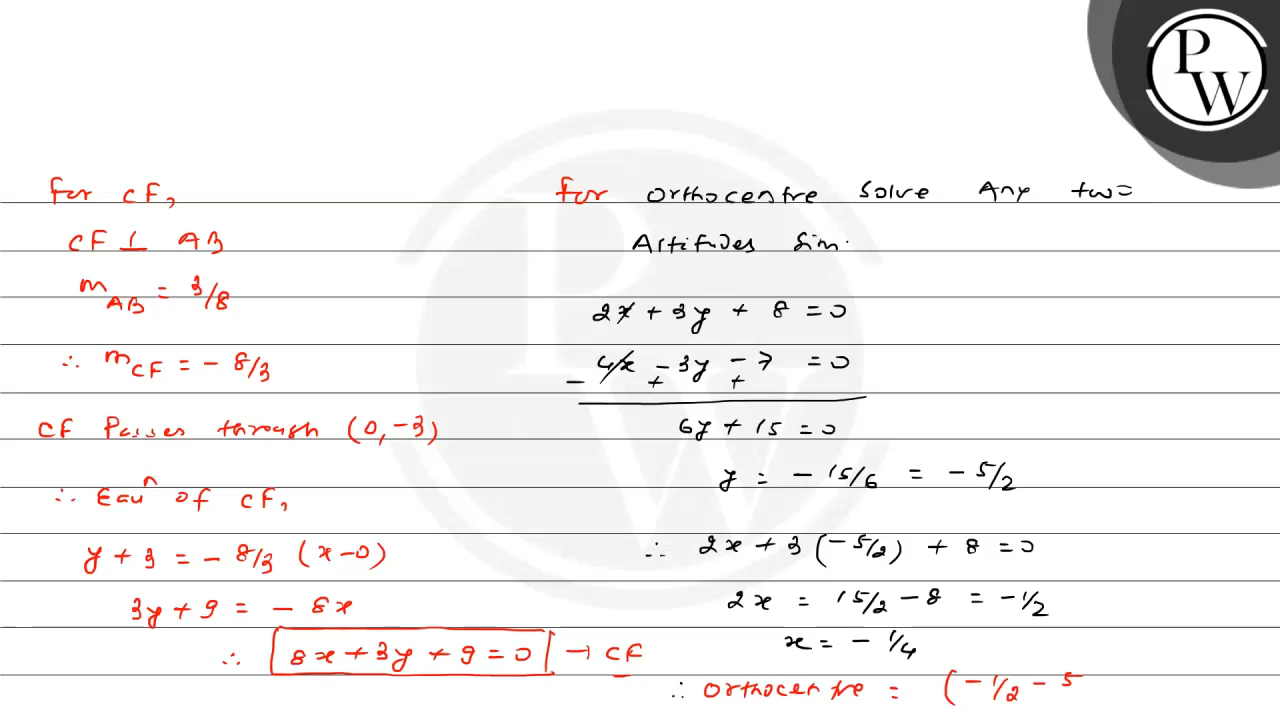 PW
For CF,
CF ⊥ AB
m_AB = 3/8
∴ m_CF = - 8/3
CF Passes through (0, -3)
∴ Equⁿ of CF,
y + 3 = - 8/3 (x - 0)
3y + 9 = - 8x
∴ 8x + 3y + 9 = 0 → CF
For orthocentre solve Any two
Altitudes sim.
2x + 3y + 8 = 0
4x - 3y - 7 = 0
- + +
6y + 15 = 0
y = - 15/6 = - 5/2
∴ 2x + 3 (- 5/2) + 8 = 0
2x = 15/2 - 8 = - 1/2
x = - 1/4
∴ orthocentre = (- 1/2 - 5